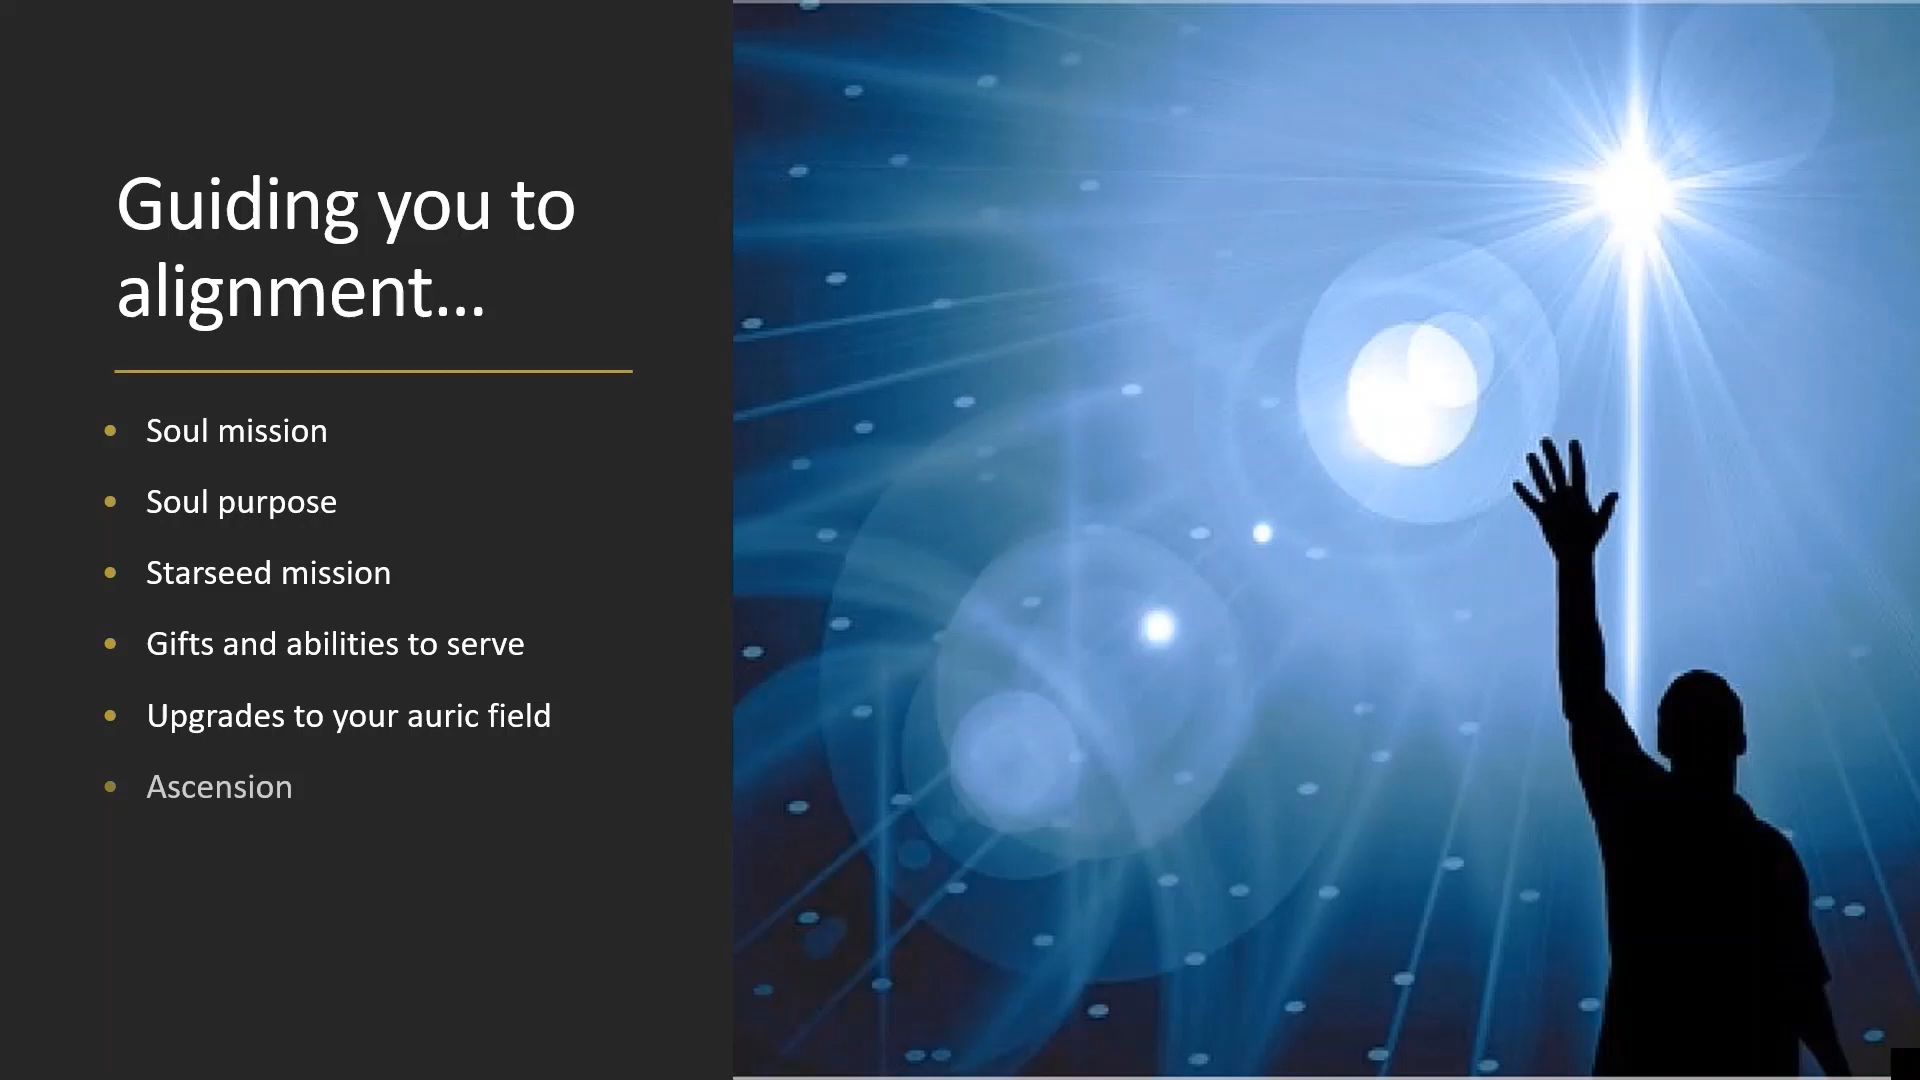 Guiding you to
alignment...
• Soul mission
• Soul purpose
• Starseed mission
• Gifts and abilities to serve
• Upgrades to your auric field
• Ascension